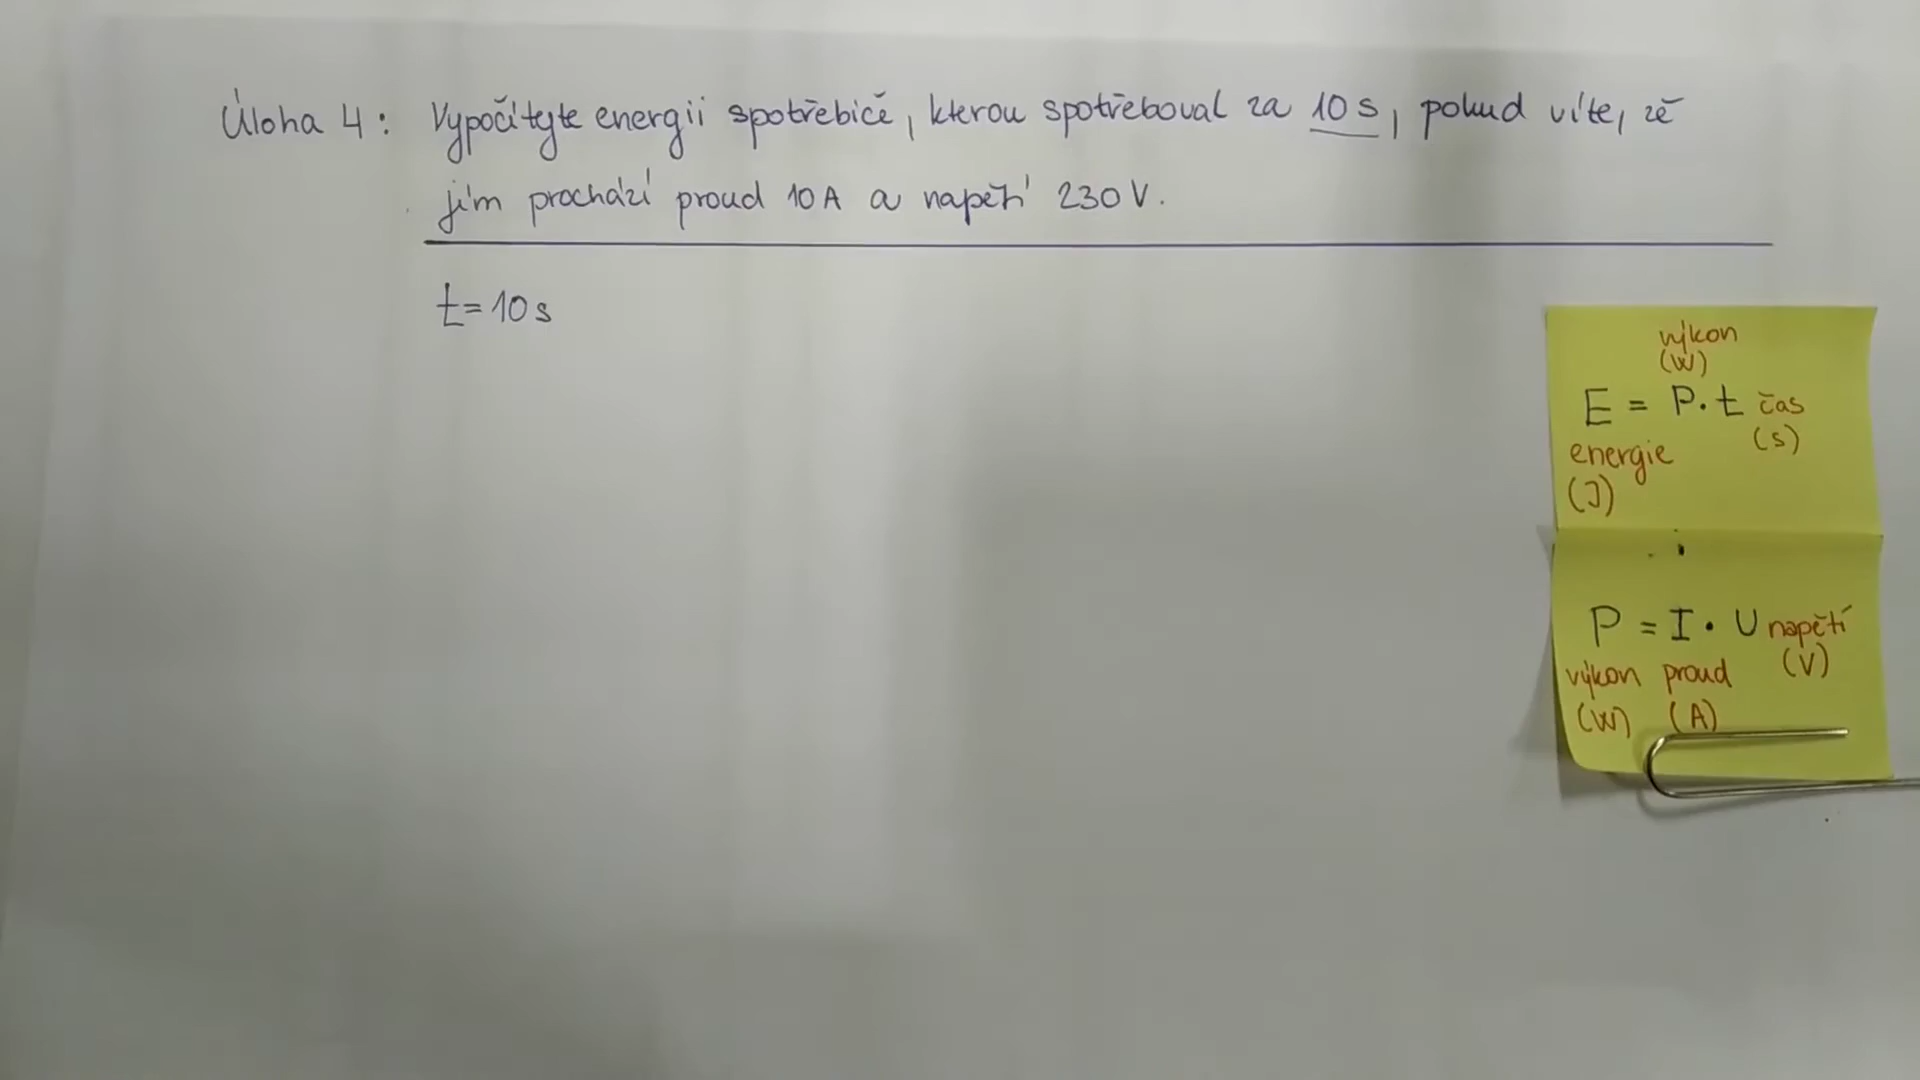 Úloha 4: Vypočítejte energii spotřebiče, kterou spotřeboval za 10 s, pokud víte, že
jím prochází proud 10 A a napětí 230 V.
t = 10 s
výkon
(W)
E = P . t čas
(s)
energie
(J)
P = I . U napětí
(V)
výkon proud
(W) (A)